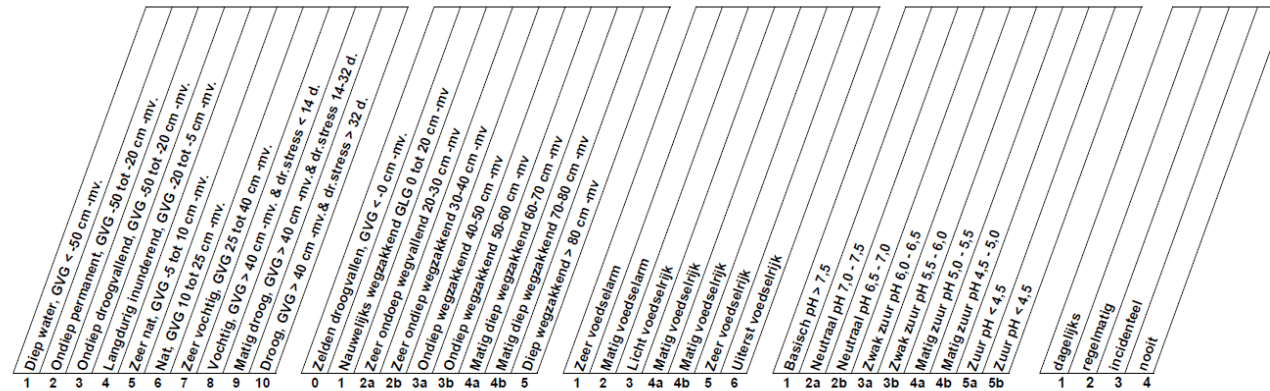 Diep water, GVG < -50 cm -mv.
Ondiep permanent, GVG -50 tot -20 cm -mv.
Ondiep droogvallend, GVG -50 tot -20 cm -mv.
Langdurig inunderend, GVG -20 tot -5 cm -mv.
Zeer nat, GVG -5 tot 10 cm -mv.
Nat, GVG 10 tot 25 cm -mv.
Zeer vochtig, GVG 25 tot 40 cm -mv.
Vochtig, GVG > 40 cm -mv. & dr.stress < 14 d.
Matig droog, GVG > 40 cm -mv.& dr.stress 14-32 d.
Droog, GVG> 40 cm -mv.& dr.stress > 32 d.
Zelden droogvallen, GVG < -0 cm -mv.
Nauwelijks wegzakkend GLG 0 tot 20 cm -mv
Zeer ondoep wegvallend 20-30 cm -mv
Zeer ondiep wegzakkend 30-40 cm -mv
Ondiep wegzakkend 40-50 cm -mv
Ondiep wegzakkend 50-60 cm -mv
Matig diep wegzakkend 60-70 cm -mv
Matig diep wegzakkend 70-80 cm -mv
Diep wegzakkend > 80 cm -mv
Zeer voedselarm
Matig voedselarm
Licht voedselrijk
Matig voedselrijk
Matig voedselrijk
Zeer voedselrijk
Uiterst voedselrijk
Basisch pH > 7,5
Neutraal pH 7,0 - 7,5
Neutraal pH 6,5 - 7,0
Zwak zuur pH 6,0 - 6,5
Zwak zuur pH 5,5 - 6,0
Matig zuur pH 5,0 - 5,5
Matig zuur pH 4,5 - 5,0
Zuur pH < 4,5
Zuur pH < 4,5
dagelijks
regelmatig
incidenteel
nooit
1 2 3 4 5 6 7 8 9 10 0 1 2a 2b 3a 3b 4a 4b 5 1 2 3 4a 4b 5 6 1 2a 2b 3a 3b 4a 4b 5a 5b 1 2 3 4